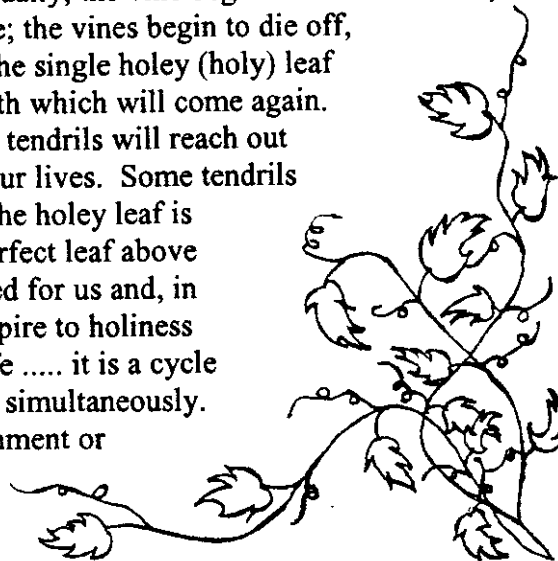 e; the vines begin to die off,
he single holey (holy) leaf
th which will come again.
tendrils will reach out
ur lives. Some tendrils
he holey leaf is
rfect leaf above
ed for us and, in
pire to holiness
fe ..... it is a cycle
simultaneously.
nment or